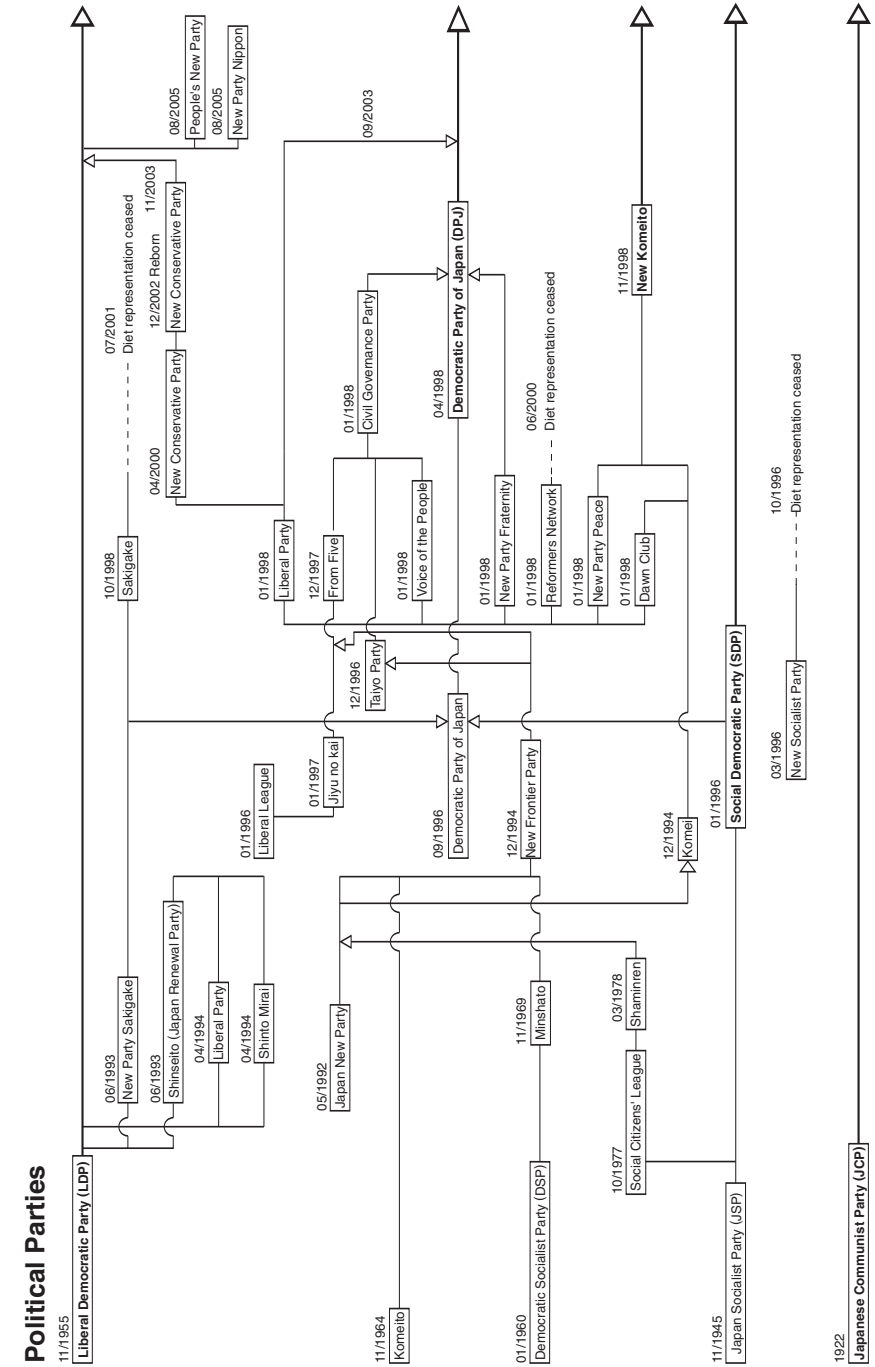 Political Parties
11/1955
Liberal Democratic Party (LDP)
06/1993
New Party Sakigake
10/1998
Sakigake
07/2001
Diet representation ceased
06/1993
Shinseito (Japan Renewal Party)
04/2000
New Conservative Party
12/2002 Reborn
New Conservative Party
11/2003
08/2005
People's New Party
08/2005
New Party Nippon
04/1994
Liberal Party
04/1994
Shinto Mirai
01/1996
Liberal League
01/1998
Liberal Party
09/2003
05/1992
Japan New Party
01/1997
Jiyu no kai
12/1997
From Five
12/1996
Taiyo Party
01/1998
Civil Governance Party
11/1964
Komeito
01/1998
Voice of the People
09/1996
Democratic Party of Japan
04/1998
Democratic Party of Japan (DPJ)
01/1960
Democratic Socialist Party (DSP)
11/1969
Minshato
12/1994
New Frontier Party
01/1998
New Party Fraternity
01/1998
Reformers Network
06/2000
Diet representation ceased
01/1998
New Party Peace
10/1977
Social Citizens' League
03/1978
Shaminren
01/1998
Dawn Club
11/1998
New Komeito
12/1994
Komei
11/1945
Japan Socialist Party (JSP)
01/1996
Social Democratic Party (SDP)
03/1996
New Socialist Party
10/1996
Diet representation ceased
1922
Japanese Communist Party (JCP)